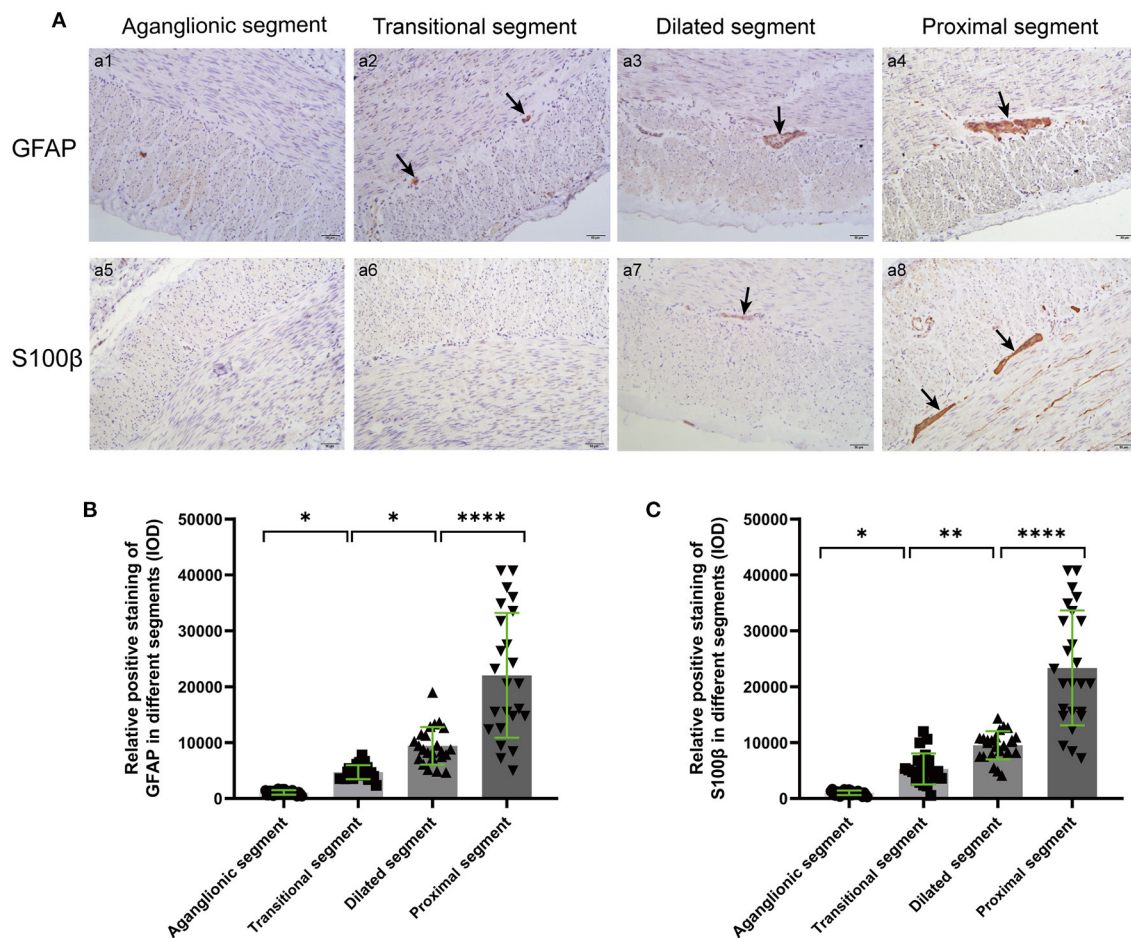 A
Aganglionic segment
Transitional segment
Dilated segment
Proximal segment
GFAP
a1
a2
a3
a4
S100β
a5
a6
a7
a8
B
Relative positive staining of
GFAP in different segments (IOD)
50000
40000
30000
20000
10000
0
*
*
****
Aganglionic segment
Transitional segment
Dilated segment
Proximal segment
C
Relative positive staining of
S100β in different segments (IOD)
50000
40000
30000
20000
10000
0
*
**
****
Aganglionic segment
Transitional segment
Dilated segment
Proximal segment